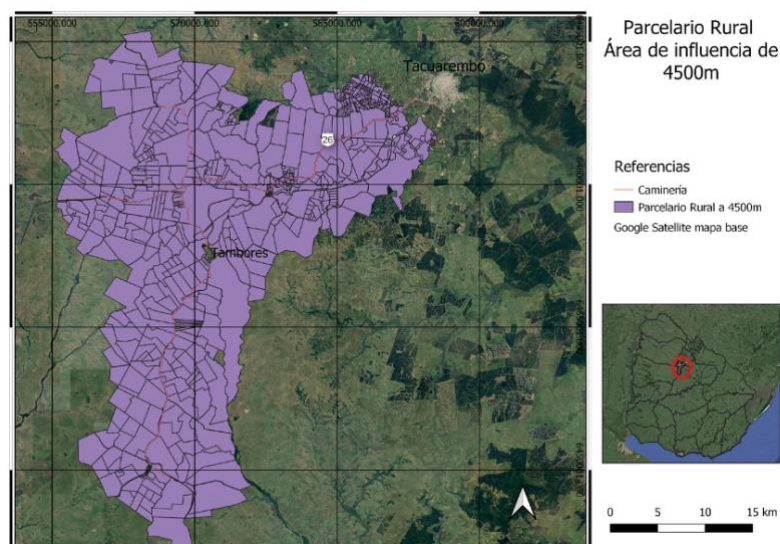 555000.000
570000.000
585000.000
600000.000
Parcelario Rural
Área de influencia de
4500m
Tacuarembó
26
Referencias
Caminería
Parcelario Rural a 4500m
Google Satellite mapa base
Tambores
0 5 10 15 km